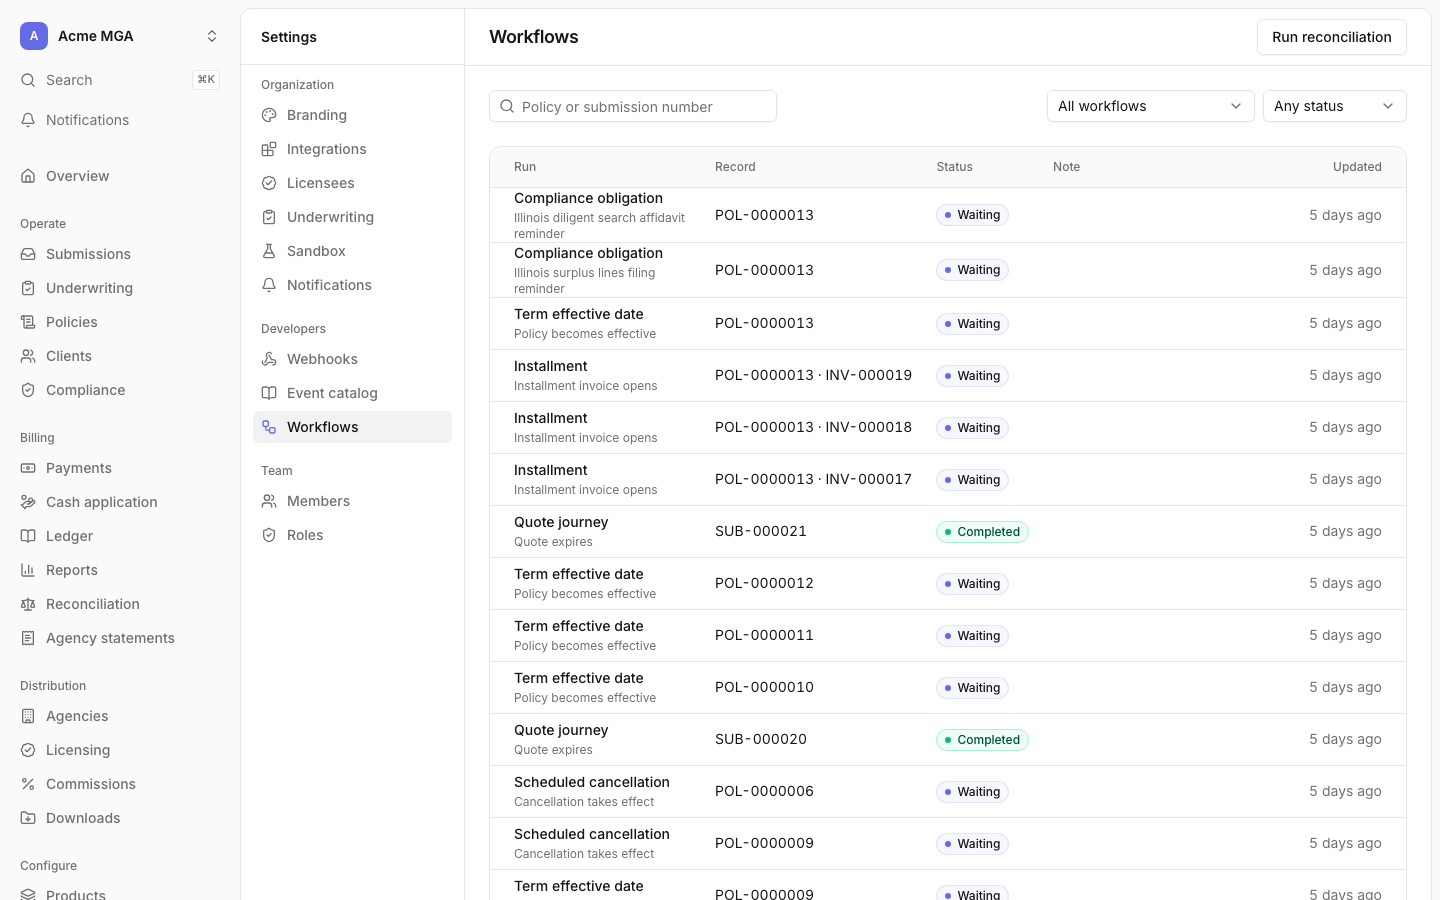 A
Acme MGA
Search
⌘K
Notifications
Overview
Operate
Submissions
Underwriting
Policies
Clients
Compliance
Billing
Payments
Cash application
Ledger
Reports
Reconciliation
Agency statements
Distribution
Agencies
Licensing
Commissions
Downloads
Configure
Products
Settings
Organization
Branding
Integrations
Licensees
Underwriting
Sandbox
Notifications
Developers
Webhooks
Event catalog
Workflows
Team
Members
Roles
Workflows
Run reconciliation
Policy or submission number
All workflows
Any status
Run Record Status Note Updated
Compliance obligation
Illinois diligent search affidavit
reminder
POL-0000013 Waiting 5 days ago
Compliance obligation
Illinois surplus lines filing
reminder
POL-0000013 Waiting 5 days ago
Term effective date
Policy becomes effective
POL-0000013 Waiting 5 days ago
Installment
Installment invoice opens
POL-0000013 · INV-000019 Waiting 5 days ago
Installment
Installment invoice opens
POL-0000013 · INV-000018 Waiting 5 days ago
Installment
Installment invoice opens
POL-0000013 · INV-000017 Waiting 5 days ago
Quote journey
Quote expires
SUB-000021 Completed 5 days ago
Term effective date
Policy becomes effective
POL-0000012 Waiting 5 days ago
Term effective date
Policy becomes effective
POL-0000011 Waiting 5 days ago
Term effective date
Policy becomes effective
POL-0000010 Waiting 5 days ago
Quote journey
Quote expires
SUB-000020 Completed 5 days ago
Scheduled cancellation
Cancellation takes effect
POL-0000006 Waiting 5 days ago
Scheduled cancellation
Cancellation takes effect
POL-0000009 Waiting 5 days ago
Term effective date
POL-0000009 Waiting 5 days ago